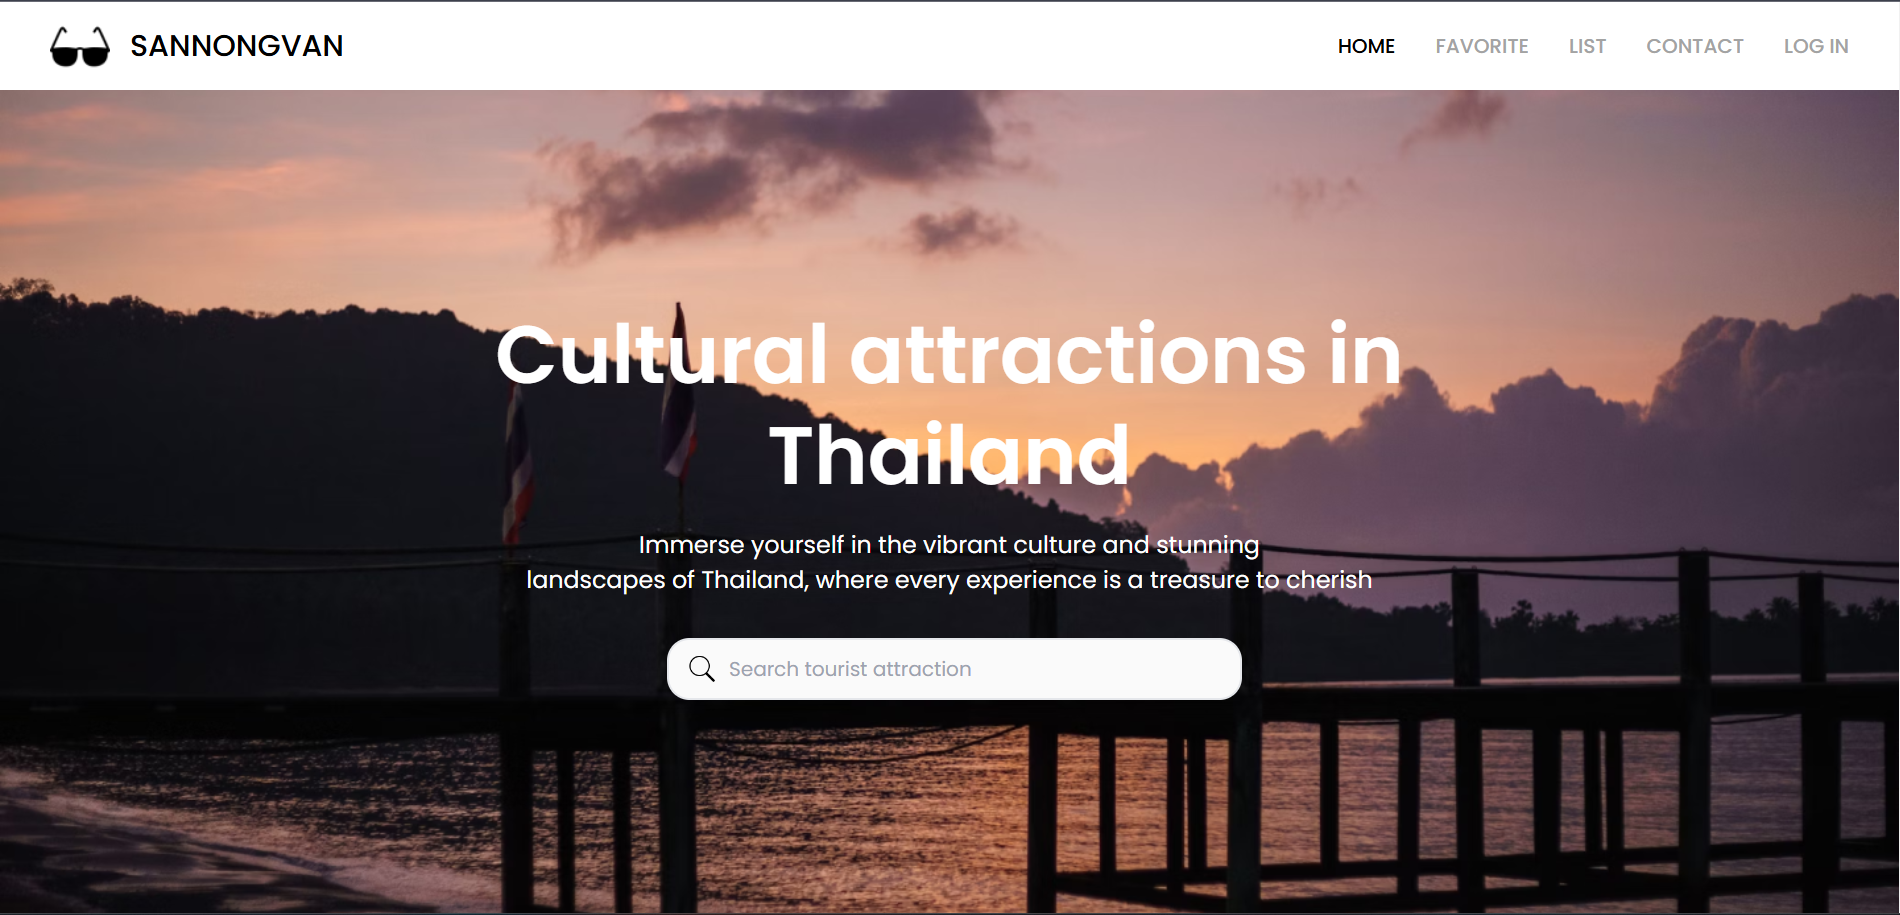 SANNONGVAN
HOME FAVORITE LIST CONTACT LOG IN
Cultural attractions in
Thailand
Immerse yourself in the vibrant culture and stunning
landscapes of Thailand, where every experience is a treasure to cherish
Search tourist attraction